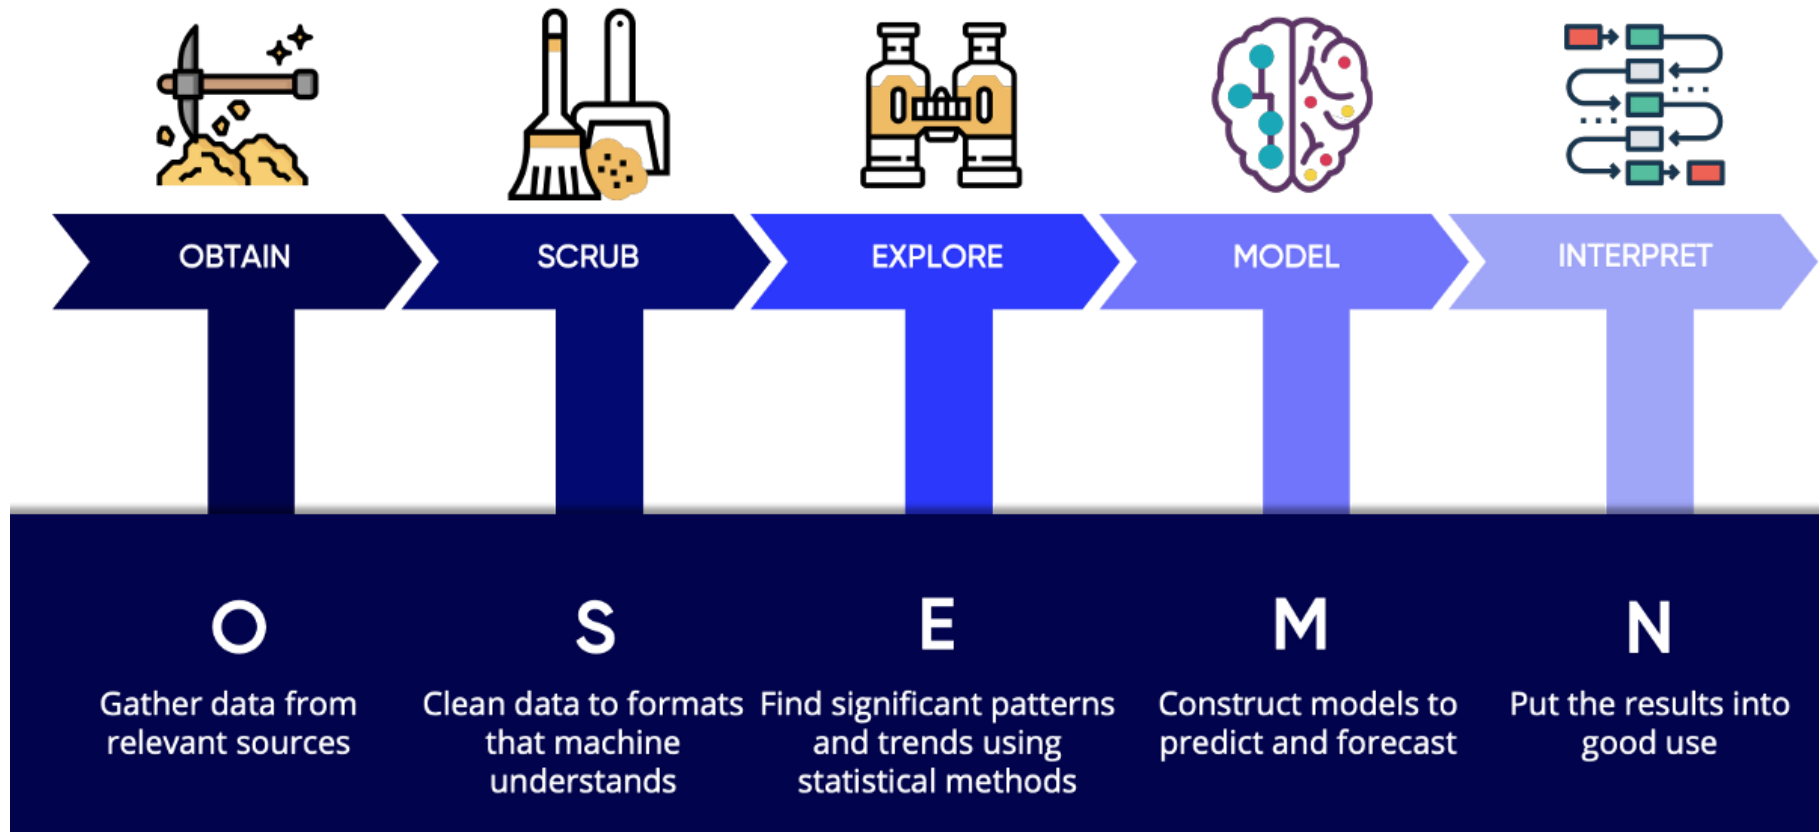 OBTAIN
SCRUB
EXPLORE
MODEL
INTERPRET
O
Gather data from
relevant sources
S
Clean data to formats
that machine
understands
E
Find significant patterns
and trends using
statistical methods
M
Construct models to
predict and forecast
N
Put the results into
good use